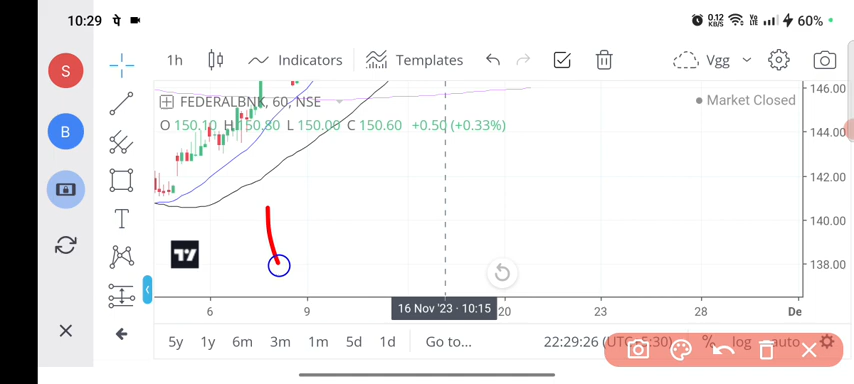 10:29 पे 0.12 KB/S Vo LTE 60%
S 1h Indicators Templates Vgg
FEDERALBNK, 60, NSE Market Closed 146.00
O 150.10 H 150.80 L 150.00 C 150.60 +0.50 (+0.33%)
B 144.00
142.00
T 140.00
138.00
6 9 16 Nov '23 · 10:15 20 23 28 De
5y 1y 6m 3m 1m 5d 1d Go to... 22:29:26 (UTC+5:30) % log auto